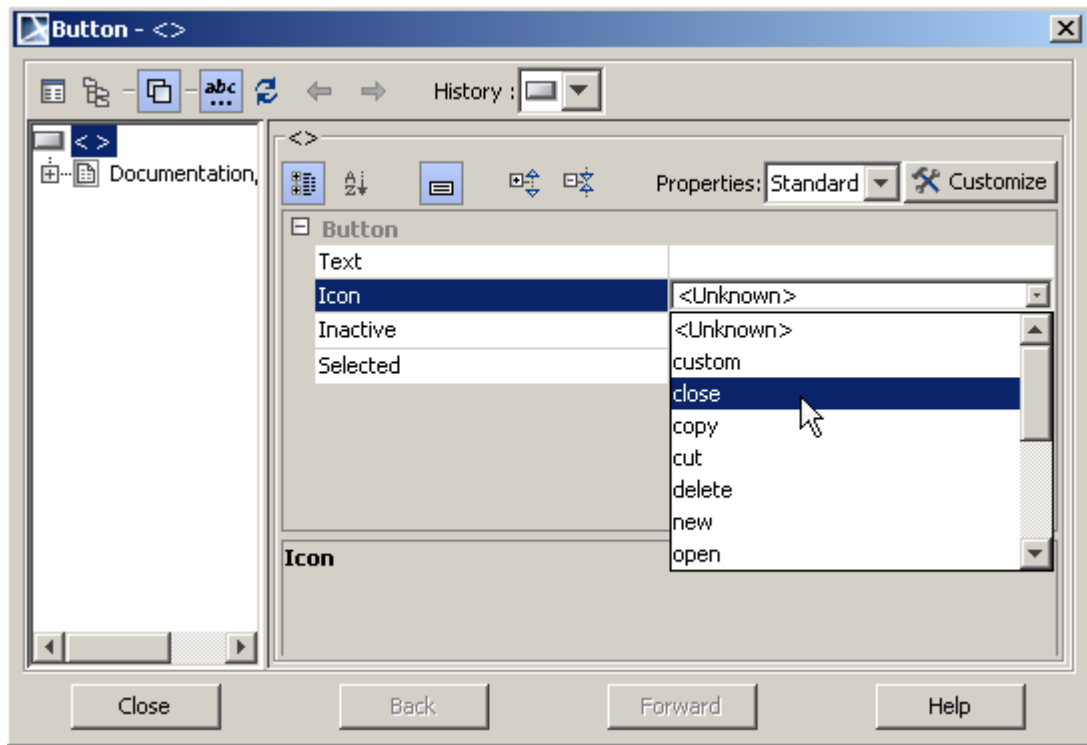 Button - <>
abc
...
History :
< >
Documentation,
<>
A
Z
Properties: Standard
Customize
Button
Text
Icon
<Unknown>
Inactive
<Unknown>
custom
Selected
close
copy
cut
delete
new
open
Icon
Close
Back
Forward
Help